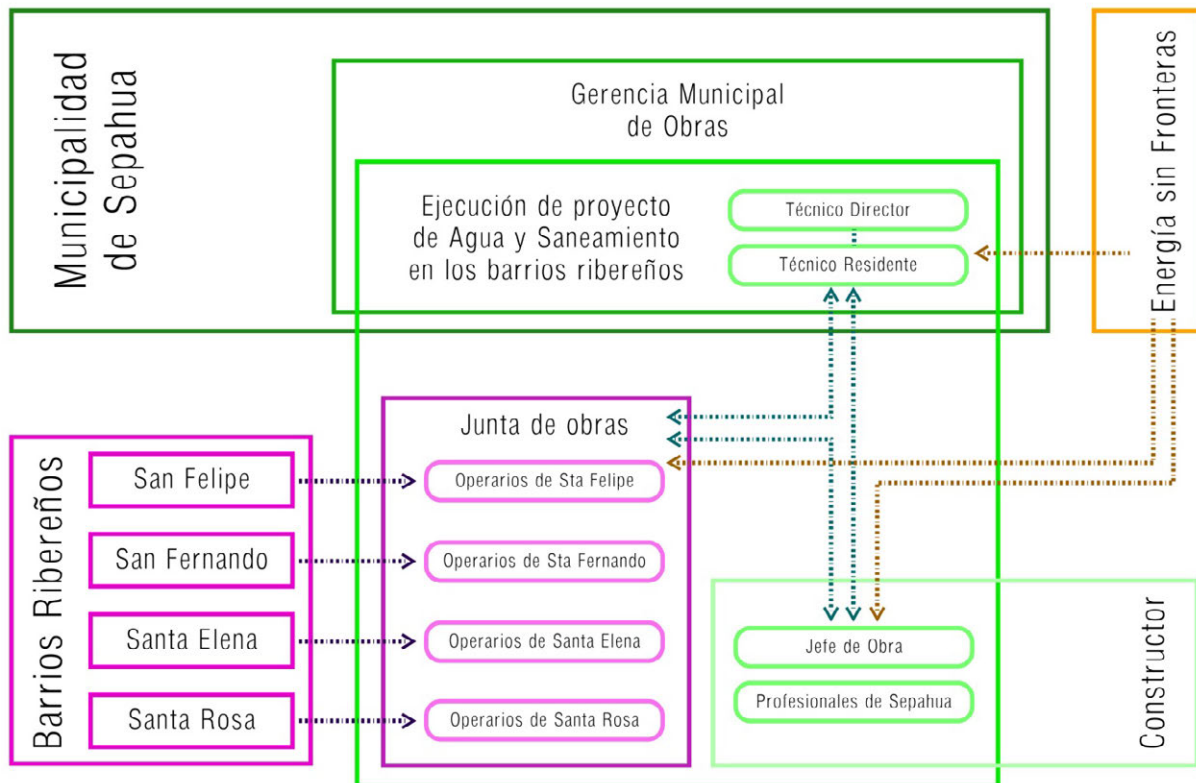 Municipalidad
de Sepahua
Gerencia Municipal
de Obras
Ejecución de proyecto
de Agua y Saneamiento
en los barrios ribereños
Técnico Director
Técnico Residente
Energía sin Fronteras
Barrios Ribereños
San Felipe
San Fernando
Santa Elena
Santa Rosa
Junta de obras
Operarios de Sta Felipe
Operarios de Sta Fernando
Operarios de Santa Elena
Operarios de Santa Rosa
Jefe de Obra
Profesionales de Sepahua
Constructor